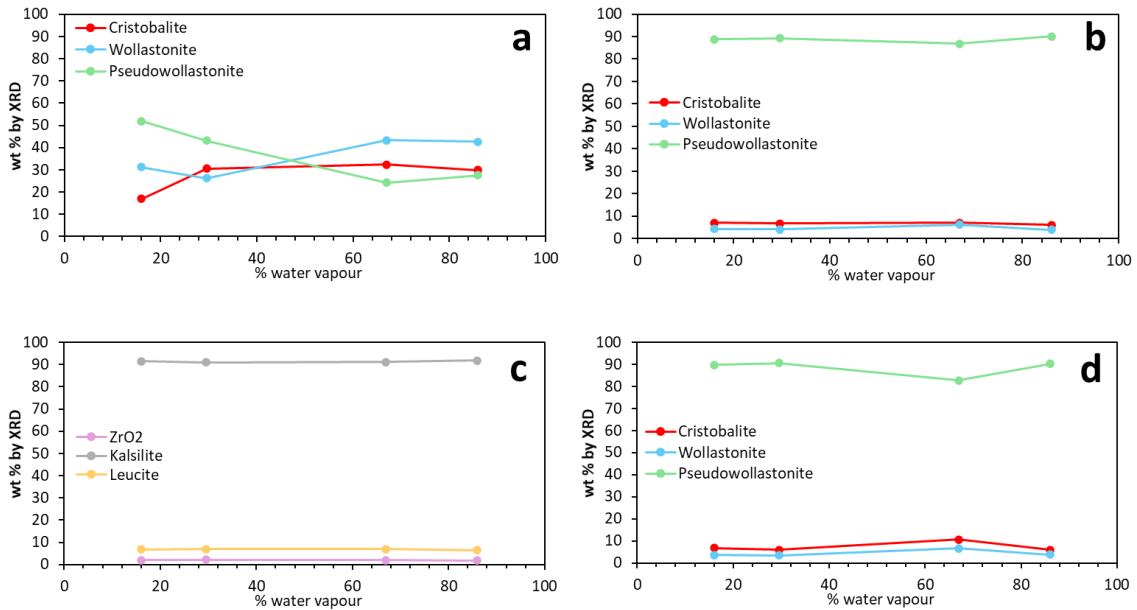 a
100
90
80
70
60
50
40
30
20
10
0
wt % by XRD
Cristobalite
Wollastonite
Pseudowollastonite
0 20 40 60 80 100
% water vapour
b
100
90
80
70
60
50
40
30
20
10
0
wt % by XRD
Cristobalite
Wollastonite
Pseudowollastonite
0 20 40 60 80 100
% water vapour
c
100
90
80
70
60
50
40
30
20
10
0
wt % by XRD
ZrO2
Kalsilite
Leucite
0 20 40 60 80 100
% water vapour
d
100
90
80
70
60
50
40
30
20
10
0
wt % by XRD
Cristobalite
Wollastonite
Pseudowollastonite
0 20 40 60 80 100
% water vapour